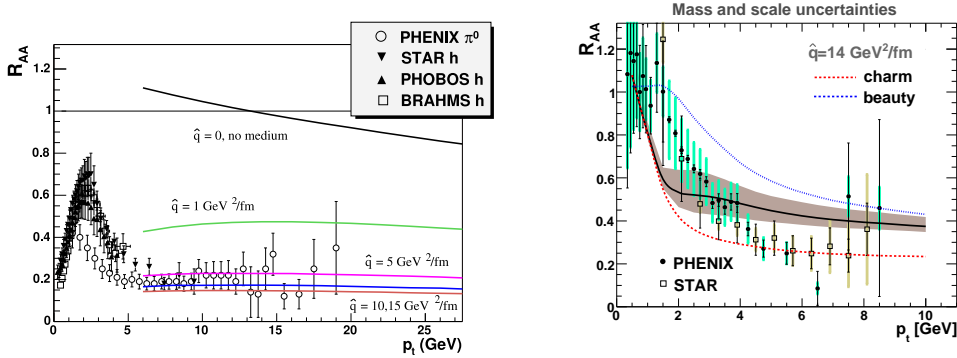 R_AA
1.2
1
0.8
0.6
0.4
0.2
0
0 5 10 15 20 25
p_t (GeV)
PHENIX π⁰
STAR h
PHOBOS h
BRAHMS h
q̂ = 0, no medium
q̂ = 1 GeV ²/fm
q̂ = 5 GeV ²/fm
q̂ = 10,15 GeV ²/fm
Mass and scale uncertainties
R_AA
1.2
1
0.8
0.6
0.4
0.2
0
0 2 4 6 8 10
p_t [GeV]
q̂=14 GeV²/fm
charm
beauty
PHENIX
STAR